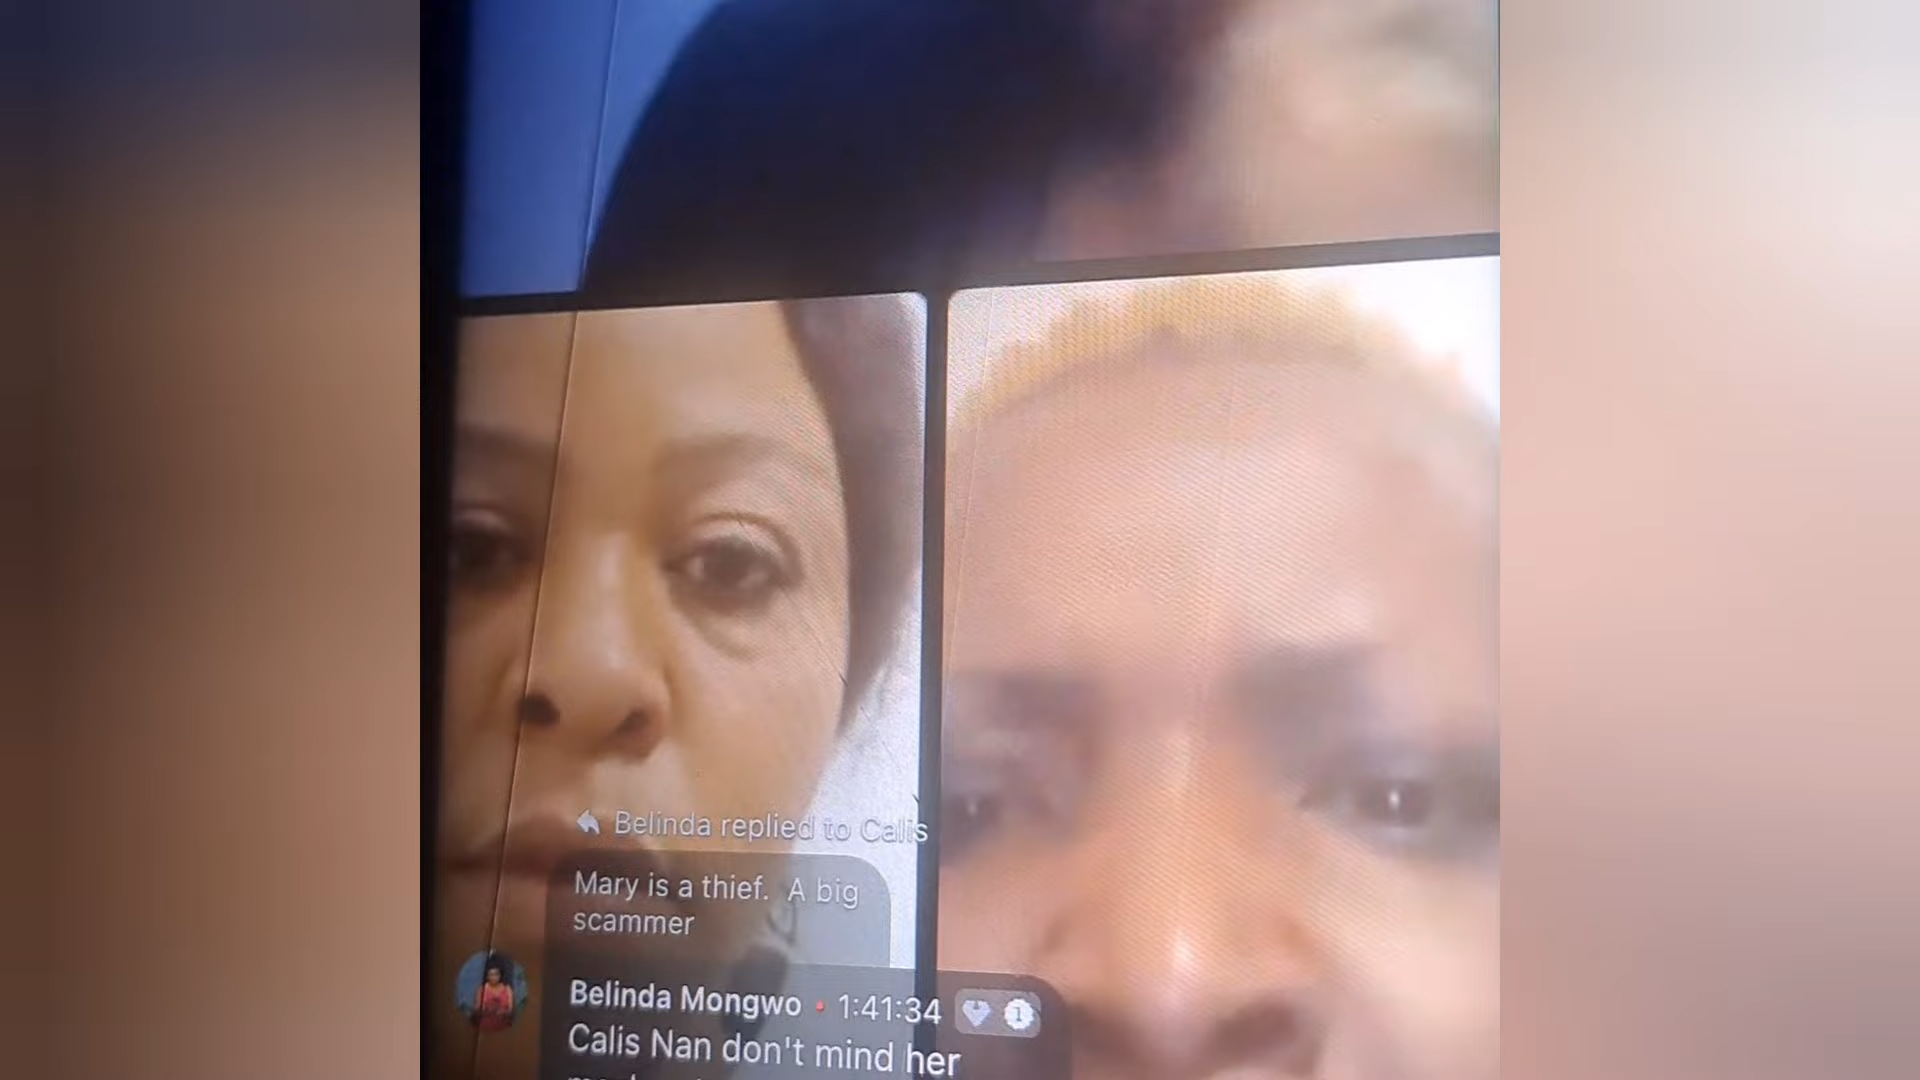 Belinda replied to Calis
Mary is a thief. A big
scammer
Belinda Mongwo • 1:41:34 1
Calis Nan don't mind her